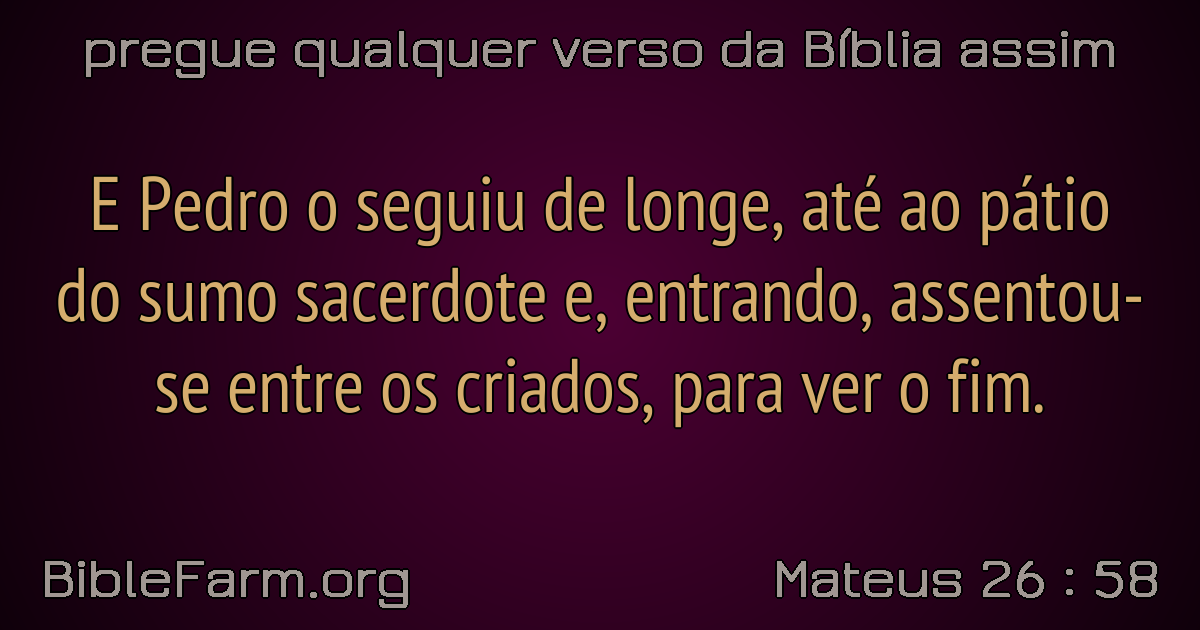 pregue qualquer verso da Bíblia assim
E Pedro o seguiu de longe, até ao pátio
do sumo sacerdote e, entrando, assentou-
se entre os criados, para ver o fim.
BibleFarm.org
Mateus 26 : 58